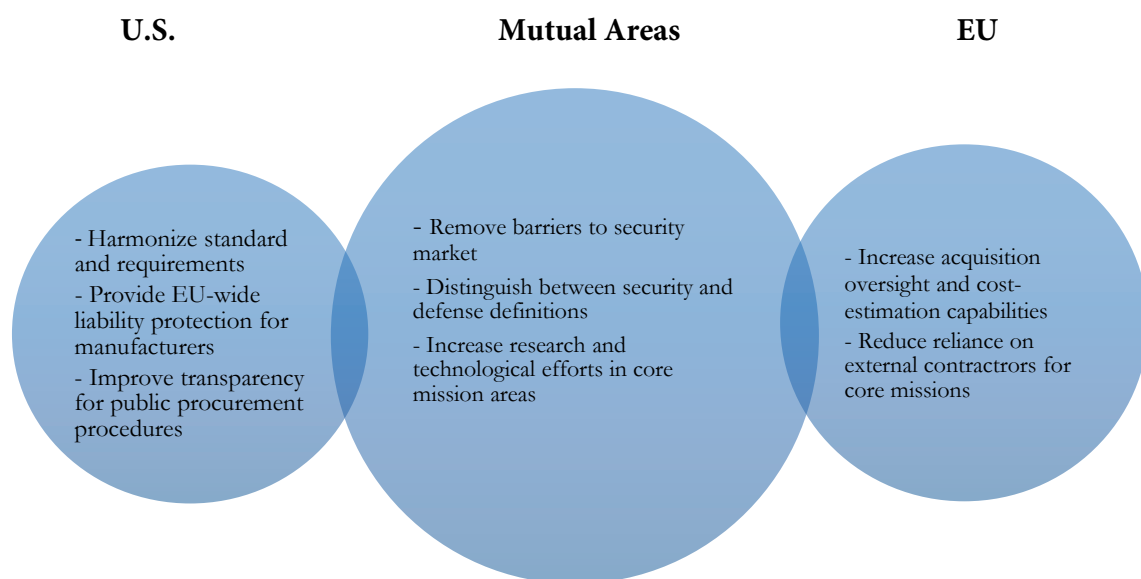 U.S.
Mutual Areas
EU
- Harmonize standard
and requirements
- Provide EU-wide
liability protection for
manufacturers
- Improve transparency
for public procurement
procedures
- Remove barriers to security
market
- Distinguish between security and
defense definitions
- Increase research and
technological efforts in core
mission areas
- Increase acquisition
oversight and cost-
estimation capabilities
- Reduce reliance on
external contractrors for
core missions